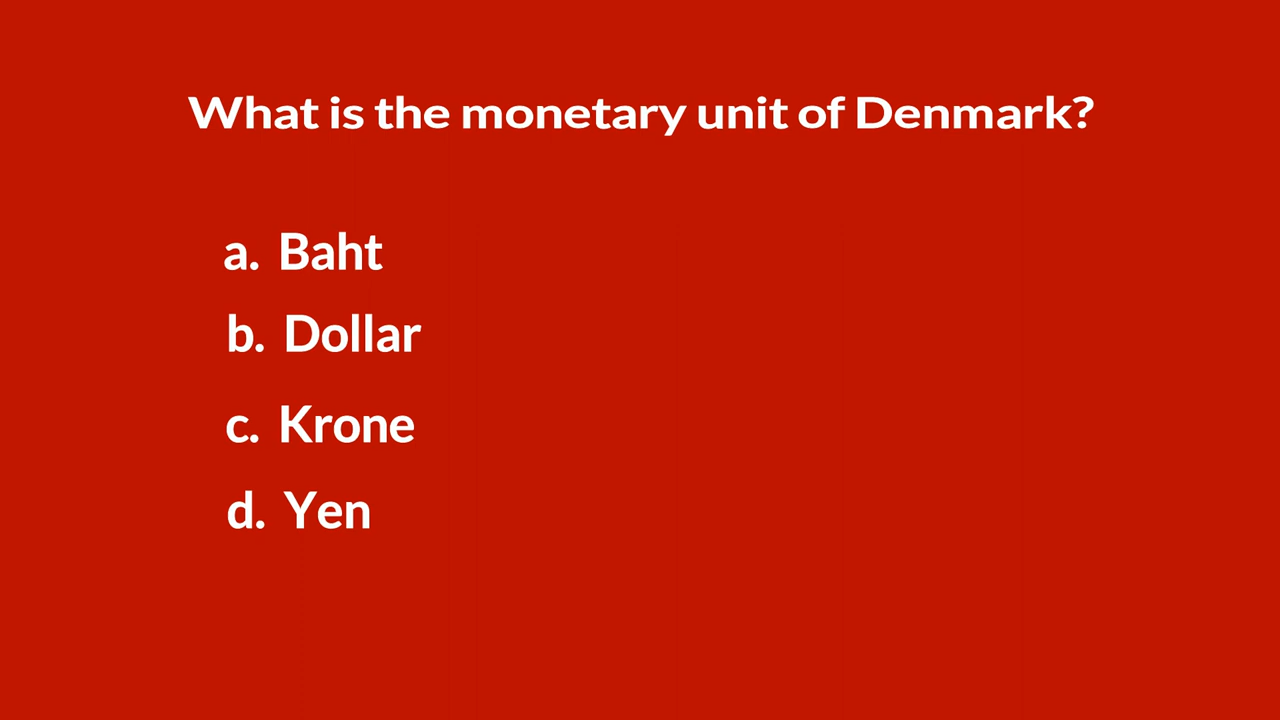 What is the monetary unit of Denmark?
a. Baht
b. Dollar
c. Krone
d. Yen